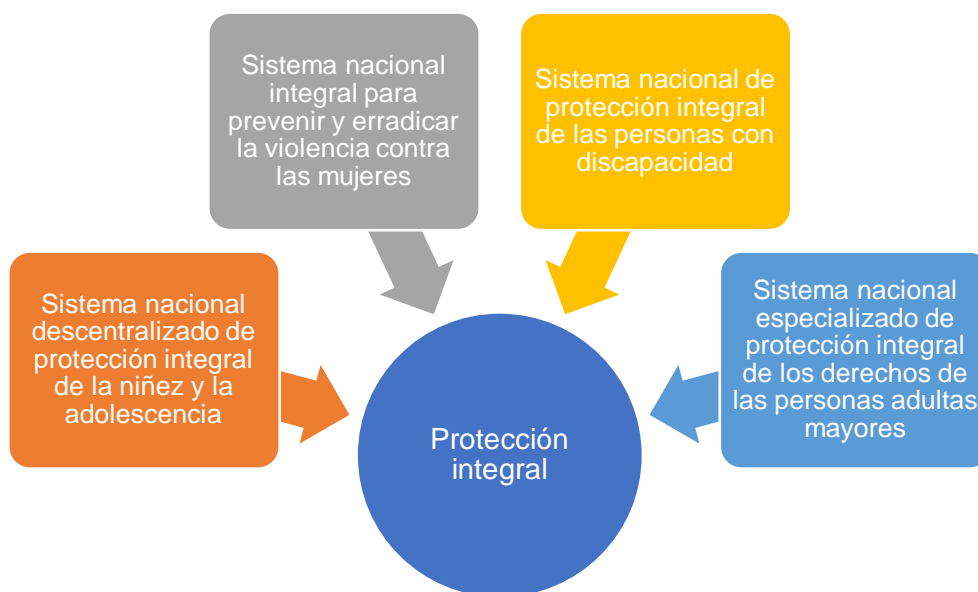 Sistema nacional
integral para
prevenir y erradicar
la violencia contra
las mujeres
Sistema nacional de
protección integral
de las personas con
discapacidad
Sistema nacional
descentralizado de
protección integral
de la niñez y la
adolescencia
Sistema nacional
especializado de
protección integral
de los derechos de
las personas adultas
mayores
Protección
integral